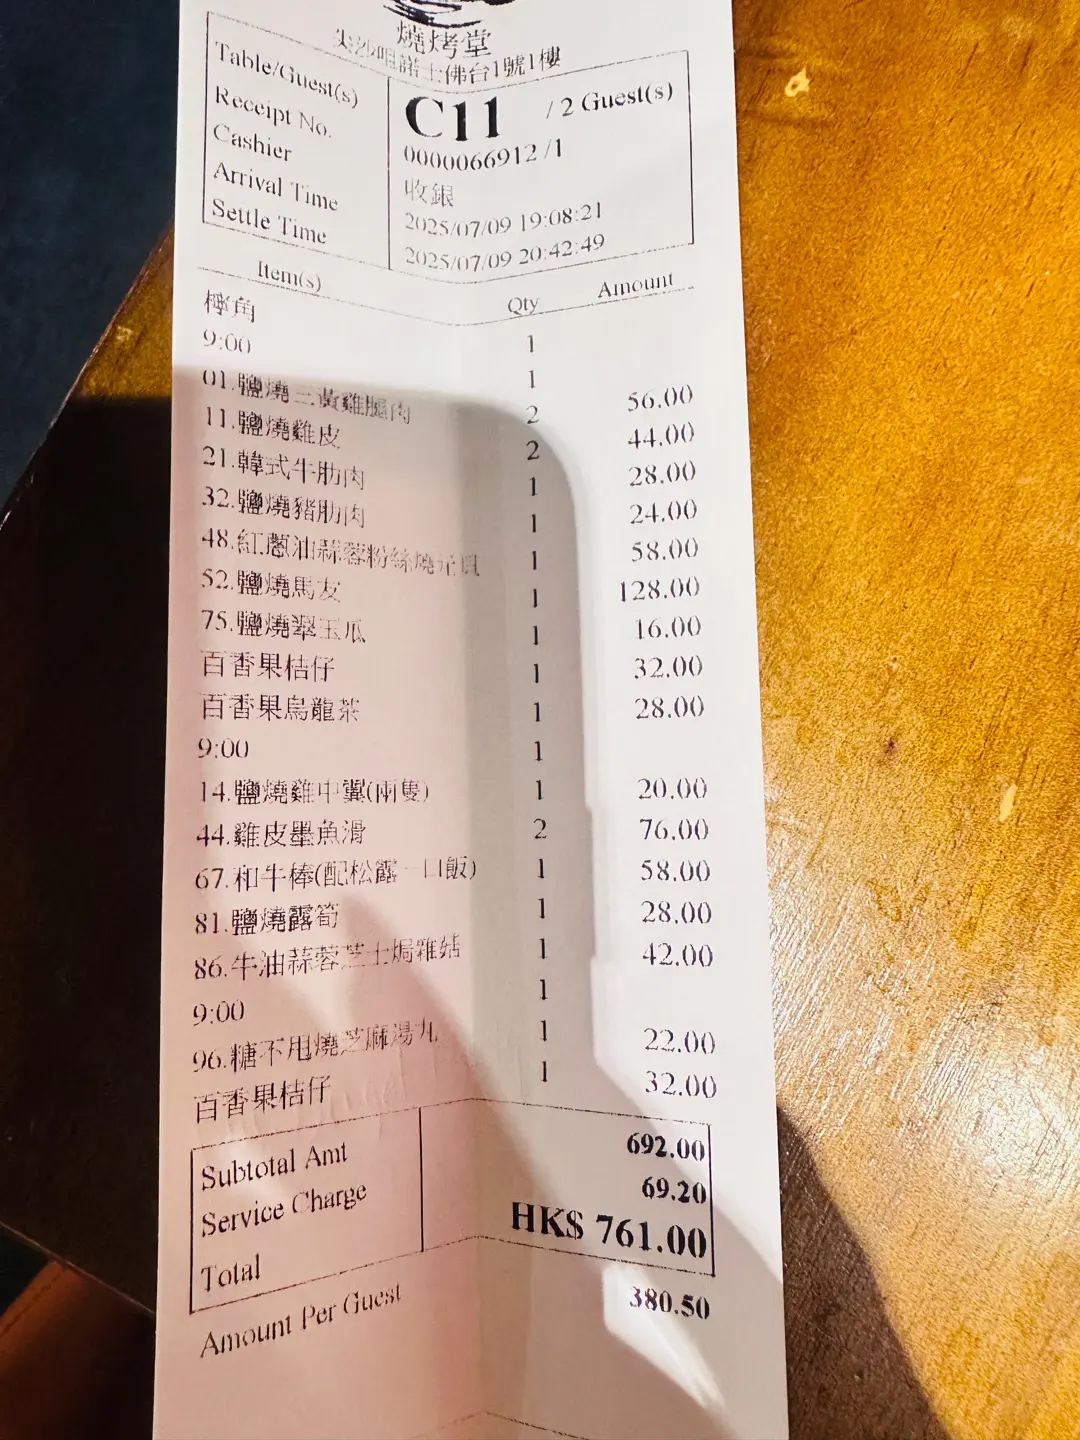 燒烤堂
尖沙咀諾士佛台1號1樓
Table/Guest(s) C11 / 2 Guest(s)
Receipt No. 0000066912 /1
Cashier 收銀
Arrival Time 2025/07/09 19:08:21
Settle Time 2025/07/09 20:42:49
Item(s) Qty Amount
檸角 1
9:00 1
01.鹽燒三黃雞腿肉 2 56.00
11.鹽燒雞皮 2 44.00
21.韓式牛肋肉 1 28.00
32.鹽燒豬肋肉 1 24.00
48.紅蔥油蒜蓉粉絲燒元貝 1 58.00
52.鹽燒馬友 1 128.00
75.鹽燒翠玉瓜 1 16.00
百香果桔仔 1 32.00
百香果烏龍茶 1 28.00
9:00 1
14.鹽燒雞中翼(兩隻) 1 20.00
44.雞皮墨魚滑 2 76.00
67.和牛棒(配松露一口飯) 1 58.00
81.鹽燒露筍 1 28.00
86.牛油蒜蓉芝士焗雜菇 1 42.00
9:00 1
96.糖不甩燒芝麻湯丸 1 22.00
百香果桔仔 1 32.00
Subtotal Amt 692.00
Service Charge 69.20
Total HK$ 761.00
Amount Per Guest 380.50